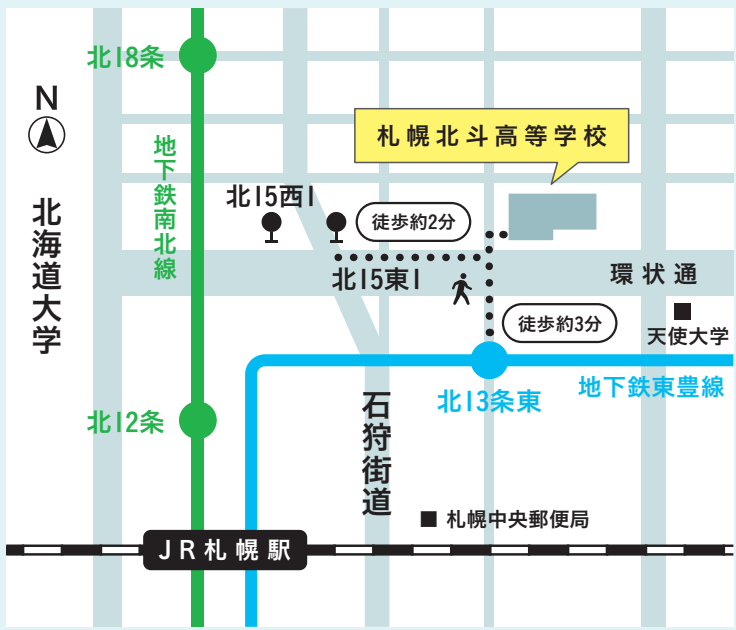 北18条
N
札幌北斗高等学校
地下鉄南北線
北海道大学
北15西1
徒歩約2分
北15東1
環状通
徒歩約3分
天使大学
地下鉄東豊線
北13条東
北12条
石狩街道
札幌中央郵便局
JR札幌駅